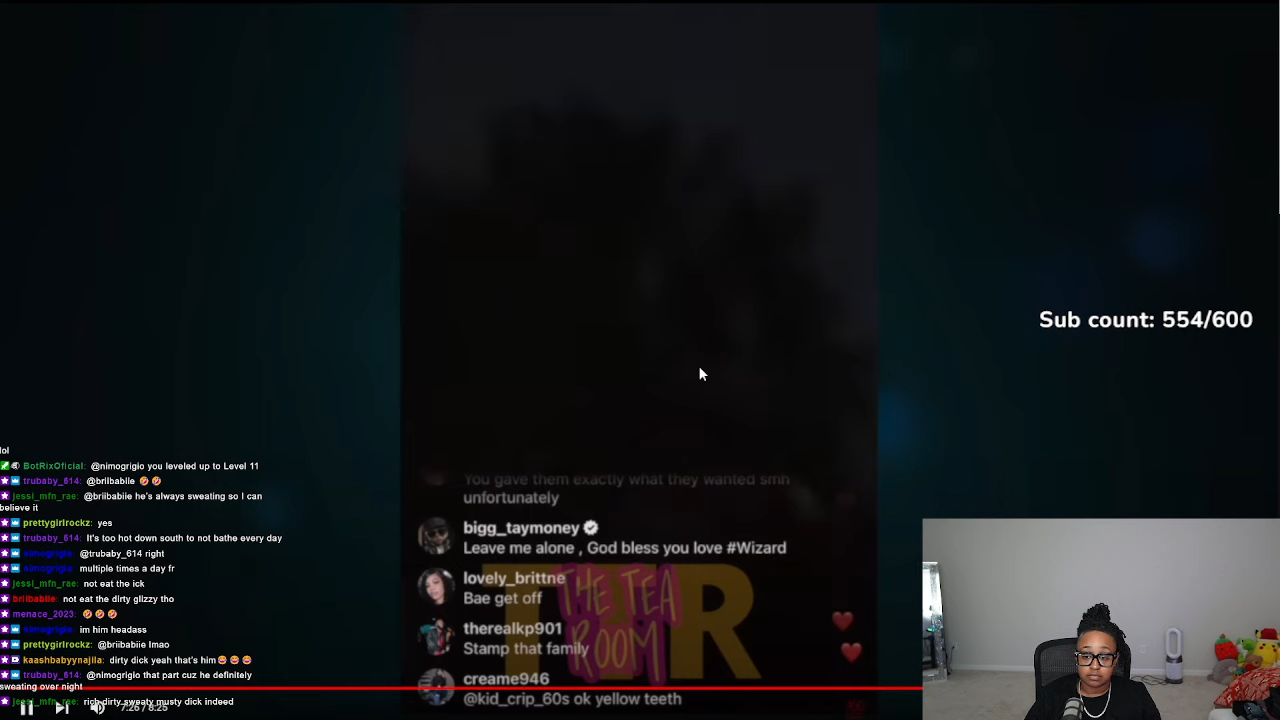 Sub count: 554/600
lol
BotRixOficial: @nimogrigio you leveled up to Level 11
trubaby_614: @briibabiie 🤣🤣
jessi_mfn_rae: @briibabiie he's always sweating so I can
believe it
prettygirlrockz: yes
trubaby_614: It's too hot down south to not bathe every day
nimogrigio: @trubaby_614 right
nimogrigio: multiple times a day fr
jessi_mfn_rae: not eat the ick
briibabiie: not eat the dirty glizzy tho
menace_2023: 🤣🤣🤣
nimogrigio: im him headass
prettygirlrockz: @briibabiie lmao
kaashbabyynajila: dirty dick yeah that's him
trubaby_614: @nimogrigio that part cuz he definitely
sweating over night
jessi_mfn_rae: rich dirty sweaty musty dick indeed
7:26 / 8:25
You gave them exactly what they wanted smh
unfortunately
bigg_taymoney
Leave me alone , God bless you love #Wizard
lovely_brittne
Bae get off
therealkp901
Stamp that family
creame946
@kid_crip_60s ok yellow teeth
THE TEA
ROOM
T R